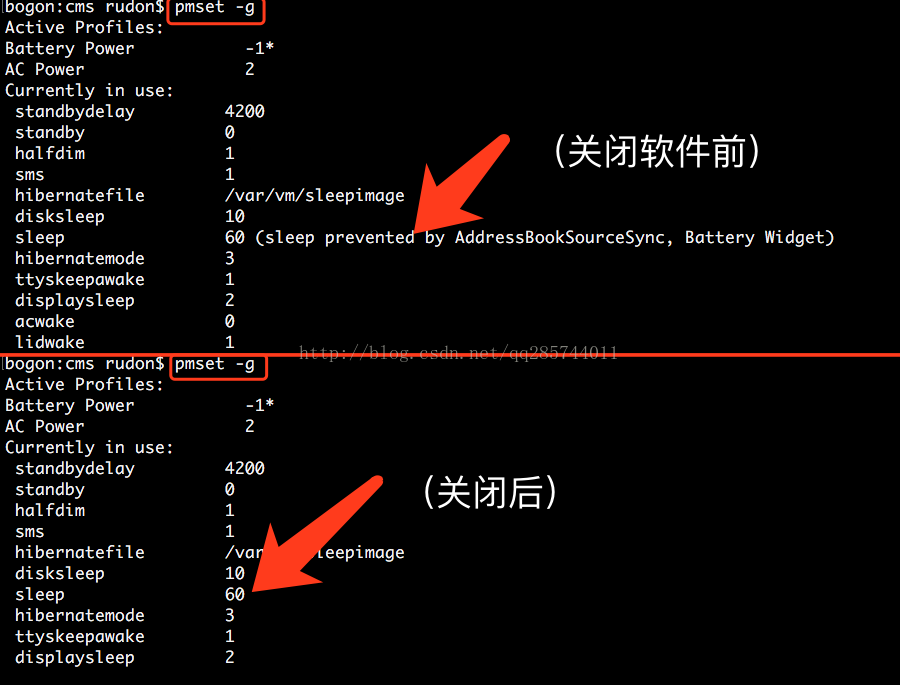 bogon:cms rudon$ pmset -g
Active Profiles:
Battery Power -1*
AC Power 2
Currently in use:
standbydelay 4200
standby 0
halfdim 1
（关闭软件前）
sms 1
hibernatefile /var/vm/sleepimage
disksleep 10
sleep 60 (sleep prevented by AddressBookSourceSync, Battery Widget)
hibernatemode 3
ttyskeepawake 1
displaysleep 2
acwake 0
lidwake 1
http://blog.csdn.net/qq285744011
bogon:cms rudon$ pmset -g
Active Profiles:
Battery Power -1*
AC Power 2
Currently in use:
standbydelay 4200
standby 0
（关闭后）
halfdim 1
sms 1
hibernatefile /var leepimage
disksleep 10
sleep 60
hibernatemode 3
ttyskeepawake 1
displaysleep 2